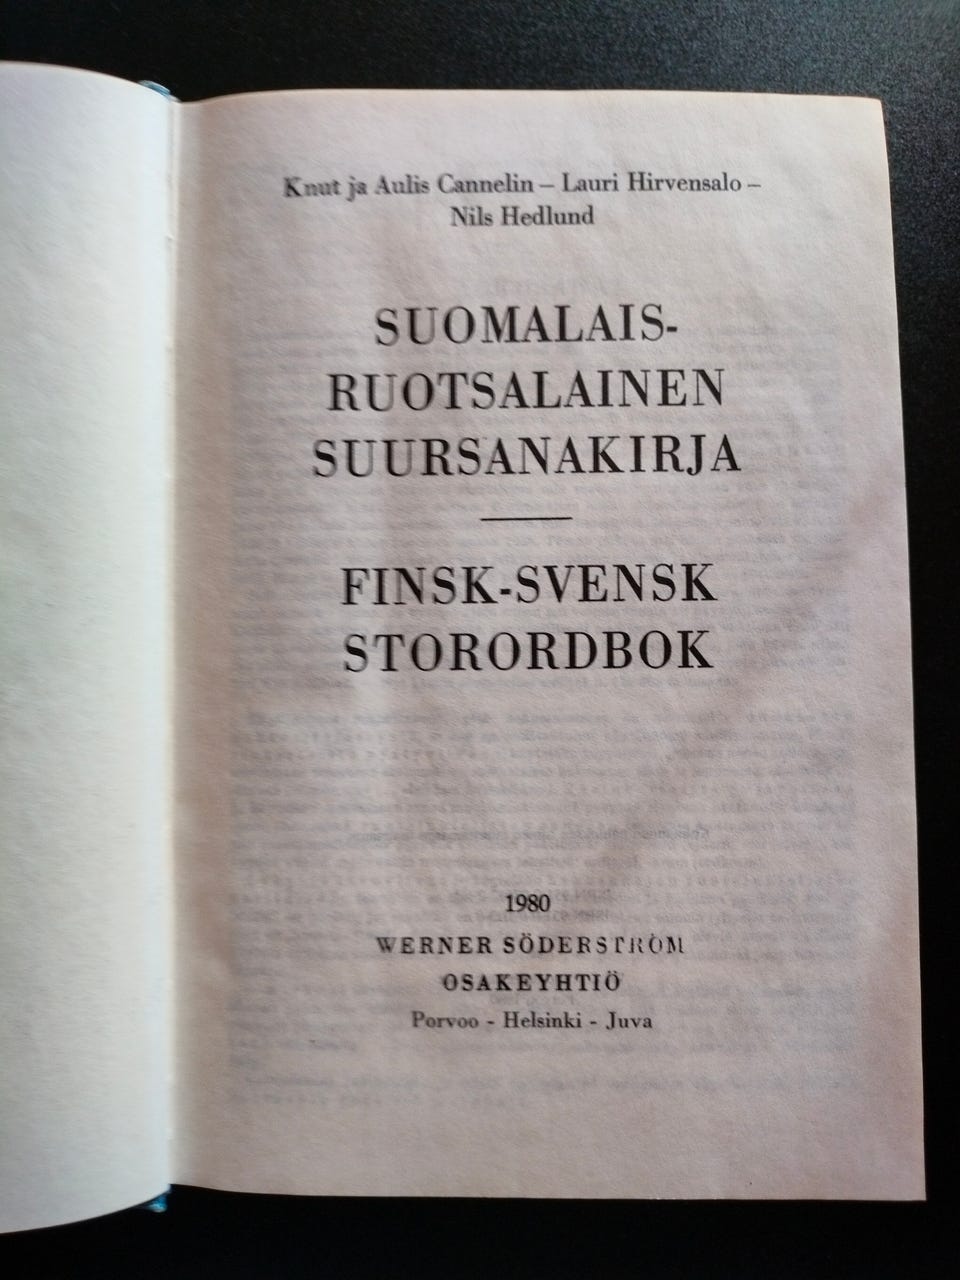 Knut ja Aulis Cannelin – Lauri Hirvensalo –
Nils Hedlund
SUOMALAIS-
RUOTSALAINEN
SUURSANAKIRJA
FINSK-SVENSK
STORORDBOK
1980
WERNER SÖDERSTRÖM
OSAKEYHTIÖ
Porvoo - Helsinki - Juva